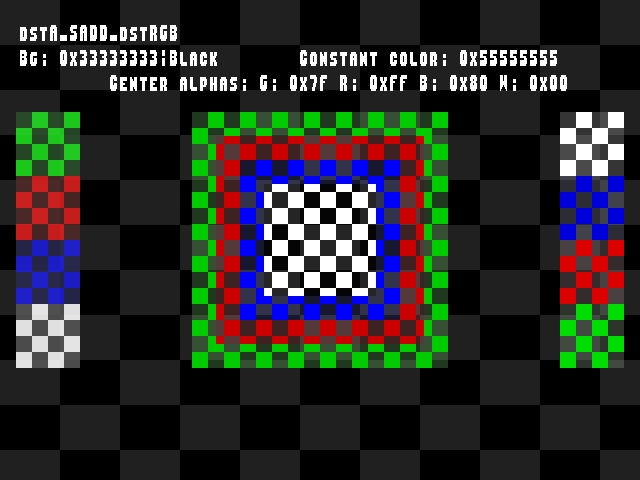 dstA_SADD_dstRGB
Bg: 0x33333333;Black Constant color: 0x55555555
Center alphas: G: 0x7f R: 0xff B: 0x80 W: 0x00